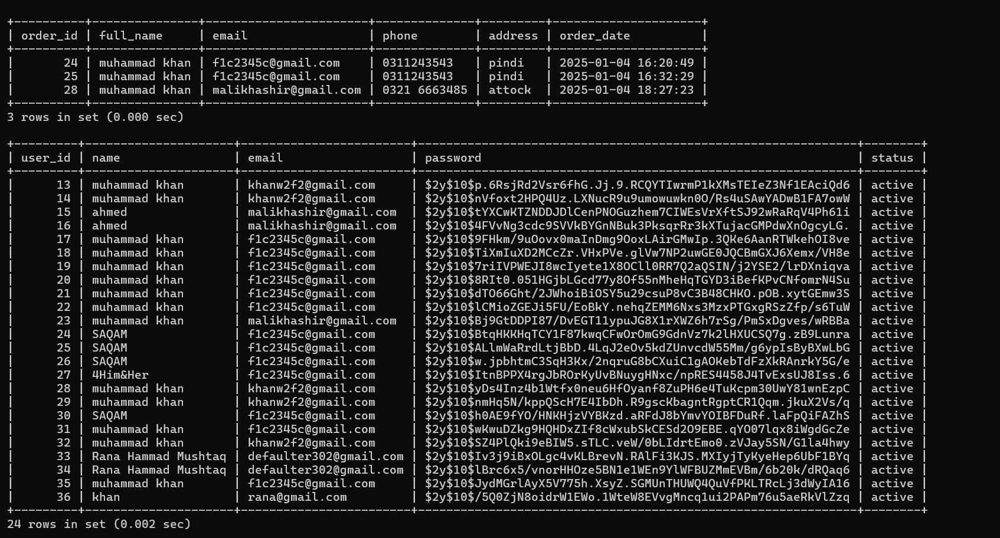 +----------+---------------+-----------------------+--------------+---------+---------------------+
| order_id | full_name     | email                 | phone        | address | order_date          |
+----------+---------------+-----------------------+--------------+---------+---------------------+
|       24 | muhammad khan | f1c2345c@gmail.com    | 0311243543   | pindi   | 2025-01-04 16:20:49 |
|       25 | muhammad khan | f1c2345c@gmail.com    | 0311243543   | pindi   | 2025-01-04 16:32:29 |
|       28 | muhammad khan | malikhashir@gmail.com | 0321 6663485 | attock  | 2025-01-04 18:27:23 |
+----------+---------------+-----------------------+--------------+---------+---------------------+
3 rows in set (0.000 sec)
+---------+---------------------+------------------------+--------------------------------------------------------------+--------+
| user_id | name                | email                  | password                                                     | status |
+---------+---------------------+------------------------+--------------------------------------------------------------+--------+
|      13 | muhammad khan       | khanw2f2@gmail.com     | $2y$10$p.6RsjRd2Vsr6fhG.Jj.9.RCQYTIwrmP1kXMsTEIeZ3Nf1EAciQd6 | active |
|      14 | muhammad khan       | khanw2f2@gmail.com     | $2y$10$nVfoxt2HPQ4Uz.LXNucR9u9umowuwkn0O/Rs4uSAwYADwB1FA7owW | active |
|      15 | ahmed               | malikhashir@gmail.com  | $2y$10$tYXCwKTZNDDJDlCenPNOGuzhem7CIWEsVrXftSJ92wRaRqV4Ph61i | active |
|      16 | ahmed               | malikhashir@gmail.com  | $2y$10$4FVvNg3cdc9SVVkBYGnNBuk3PksqrRr3kXTujacGMPdwXnOgcyLG. | active |
|      17 | muhammad khan       | f1c2345c@gmail.com     | $2y$10$9FHkm/9uOovx0maInDmg9OoxLAirGMwIp.3QKe6AanRTWkehOI8ve | active |
|      18 | muhammad khan       | f1c2345c@gmail.com     | $2y$10$TiXmIuXD2MCcZr.VHxPVe.glVw7NP2uwGE0JQCBmGXJ6Xemx/VH8e | active |
|      19 | muhammad khan       | f1c2345c@gmail.com     | $2y$10$7riIVPWEJI8wcIyete1X8OCll0RR7Q2aQSIN/j2YSE2/lrDXniqva | active |
|      20 | muhammad khan       | f1c2345c@gmail.com     | $2y$10$8RIt0.051HGjbLGcd77y8Of55nMheHqTGYD3iBefKPvCNfomrN4Su | active |
|      21 | muhammad khan       | f1c2345c@gmail.com     | $2y$10$dTO66Ght/2JWhoiBiOSY5u29csuP8vC3B48CHKO.pOB.xytGEmw3S | active |
|      22 | muhammad khan       | f1c2345c@gmail.com     | $2y$10$lCMioZGEJi5FU/EoBkY.nehqZEMM6Nxs3MzxPTGxgRSzZfp/s6TuW | active |
|      23 | muhammad khan       | malikhashir@gmail.com  | $2y$10$Bj9GtDDPI87/DvEGT11ypuJG8X1rXWZ6h7rSg/PmSxDgves/wRBBa | active |
|      24 | SAQAM               | f1c2345c@gmail.com     | $2y$10$BtqHKKHqTCY1F87kwqCFwOrOmG9GdnVz7k2lHXUCSQ7g.zB9Lunra | active |
|      25 | SAQAM               | f1c2345c@gmail.com     | $2y$10$ALlmWaRrdLtjBbD.4LqJ2eOv5kdZUnvcdW55Mm/g6ypIsByBXwLbG | active |
|      26 | SAQAM               | f1c2345c@gmail.com     | $2y$10$w.jpbhtmC3SqH3Kx/2nqruG8bCXuiC1gAOKebTdFzXkRAnrkY5G/e | active |
|      27 | 4Him&Her            | f1c2345c@gmail.com     | $2y$10$ItnBPPX4rgJbROrKyUvBNuygHNxc/npRES4458J4TvExsUJ8Iss.6 | active |
|      28 | muhammad khan       | khanw2f2@gmail.com     | $2y$10$yDs4Inz4b1Wtfx0neu6HfOyanf8ZuPH6e4TuKcpm30UwY81wnEzpC | active |
|      29 | muhammad khan       | khanw2f2@gmail.com     | $2y$10$nmHq5N/kppQScH7E4IbDh.R9gscKbagntRgptCR1Qqm.jkuX2Vs/q | active |
|      30 | SAQAM               | f1c2345c@gmail.com     | $2y$10$h0AE9fYO/HNKHjzVYBKzd.aRFdJ8bYmvYOIBFDuRf.laFpQiFAZhS | active |
|      31 | muhammad khan       | f1c2345c@gmail.com     | $2y$10$wKwuDZkg9HQHDxZIf8cWxubSkCESd2O9EBE.qYO07lqx8iWgdGcZe | active |
|      32 | muhammad khan       | khanw2f2@gmail.com     | $2y$10$SZ4PlQki9eBIW5.sTLC.veW/0bLIdrtEmo0.zVJay5SN/G1la4hwy | active |
|      33 | Rana Hammad Mushtaq | defaulter302@gmail.com | $2y$10$Iv3j9iBxOLgc4vKLBrevN.RAlFi3KJS.MXIyjTyKyeHep6UbF1BYq | active |
|      34 | Rana Hammad Mushtaq | defaulter302@gmail.com | $2y$10$lBrc6x5/vnorHHOze5BN1e1WEn9YlWFBUZMmEVBm/6b20k/dRQaq6 | active |
|      35 | muhammad khan       | f1c2345c@gmail.com     | $2y$10$JydMGrlAyX5V775h.XsyZ.SGMUnTHUWQ4QuVfPKLTRcLj3dWyIA16 | active |
|      36 | khan                | rana@gmail.com         | $2y$10$/5Q0ZjN8oidrW1EWo.1WteW8EVvgMncq1ui2PAPm76u5aeRkVlZzq | active |
+---------+---------------------+------------------------+--------------------------------------------------------------+--------+
24 rows in set (0.002 sec)